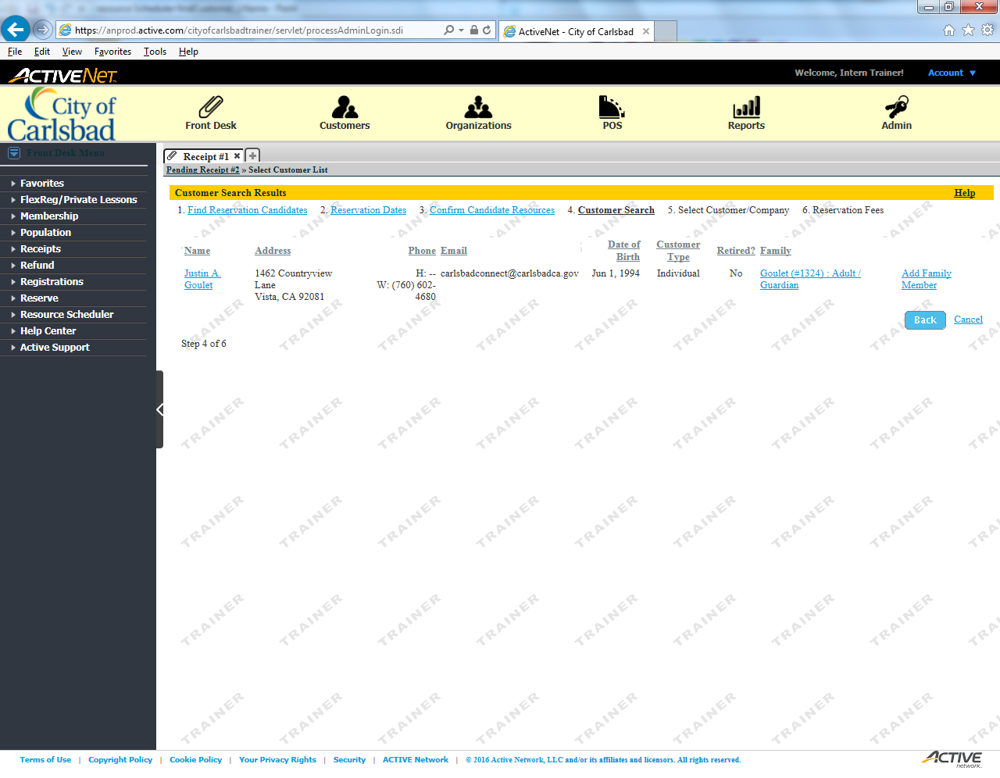 https://anprod.active.com/cityofcarlsbadtrainer/servlet/processAdminLogin.sdi
ActiveNet - City of Carlsbad
File Edit View Favorites Tools Help
ACTIVENET
Welcome, Intern Trainer! Account
City of
Carlsbad
Front Desk Customers Organizations POS Reports Admin
Front Desk Menu
Favorites
FlexReg/Private Lessons
Membership
Population
Receipts
Refund
Registrations
Reserve
Resource Scheduler
Help Center
Active Support
Receipt #1
Pending Receipt #2 » Select Customer List
Customer Search Results Help
1. Find Reservation Candidates 2. Reservation Dates 3. Confirm Candidate Resources 4. Customer Search 5. Select Customer/Company 6. Reservation Fees
Name Address Phone Email Date of Birth Customer Type Retired? Family
Justin A. Goulet
1462 Countryview Lane
Vista, CA 92081
H: --
W: (760) 602-4680
carlsbadconnect@carlsbadca.gov
Jun 1, 1994
Individual
No
Goulet (#1324) : Adult / Guardian
Add Family Member
Back Cancel
Step 4 of 6
TRAINER
Terms of Use | Copyright Policy | Cookie Policy | Your Privacy Rights | Security | ACTIVE Network | © 2016 Active Network, LLC and/or its affiliates and licensors. All rights reserved.
ACTIVE
network